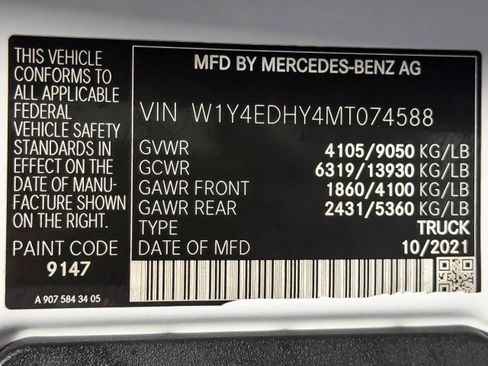 THIS VEHICLE
CONFORMS TO
ALL APPLICABLE
FEDERAL
VEHICLE SAFETY
STANDARDS IN
EFFECT ON THE
DATE OF MANU-
FACTURE SHOWN
ON THE RIGHT.
PAINT CODE
9147
A 907 584 34 05
MFD BY MERCEDES-BENZ AG
VIN W1Y4EDHY4MT074588
GVWR 4105/9050 KG/LB
GCWR 6319/13930 KG/LB
GAWR FRONT 1860/4100 KG/LB
GAWR REAR 2431/5360 KG/LB
TYPE TRUCK
DATE OF MFD 10/2021